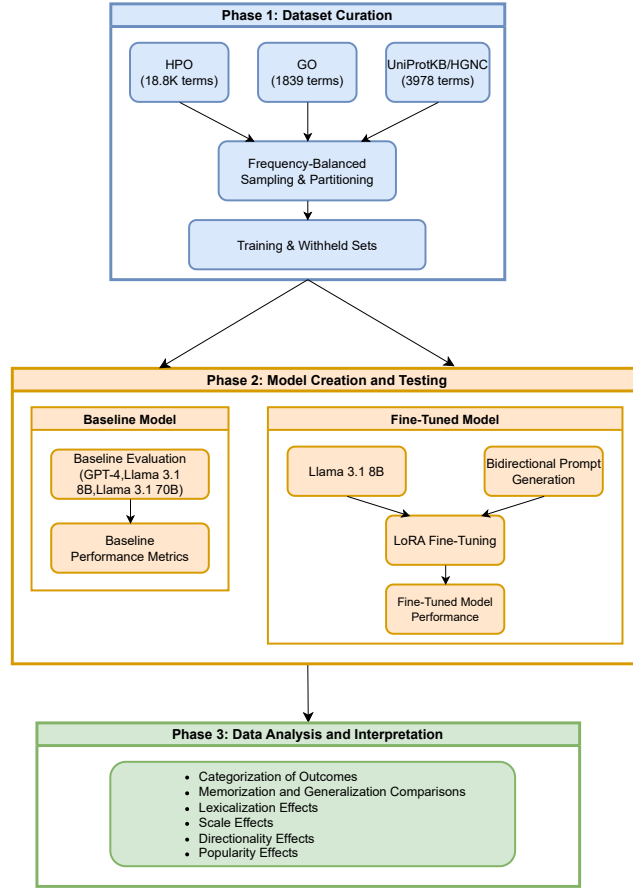 Phase 1: Dataset Curation
HPO
(18.8K terms)
GO
(1839 terms)
UniProtKB/HGNC
(3978 terms)
Frequency-Balanced
Sampling & Partitioning
Training & Withheld Sets
Phase 2: Model Creation and Testing
Baseline Model
Baseline Evaluation
(GPT-4,Llama 3.1
8B,Llama 3.1 70B)
Baseline
Performance Metrics
Fine-Tuned Model
Llama 3.1 8B
Bidirectional Prompt
Generation
LoRA Fine-Tuning
Fine-Tuned Model
Performance
Phase 3: Data Analysis and Interpretation
• Categorization of Outcomes
• Memorization and Generalization Comparisons
• Lexicalization Effects
• Scale Effects
• Directionality Effects
• Popularity Effects